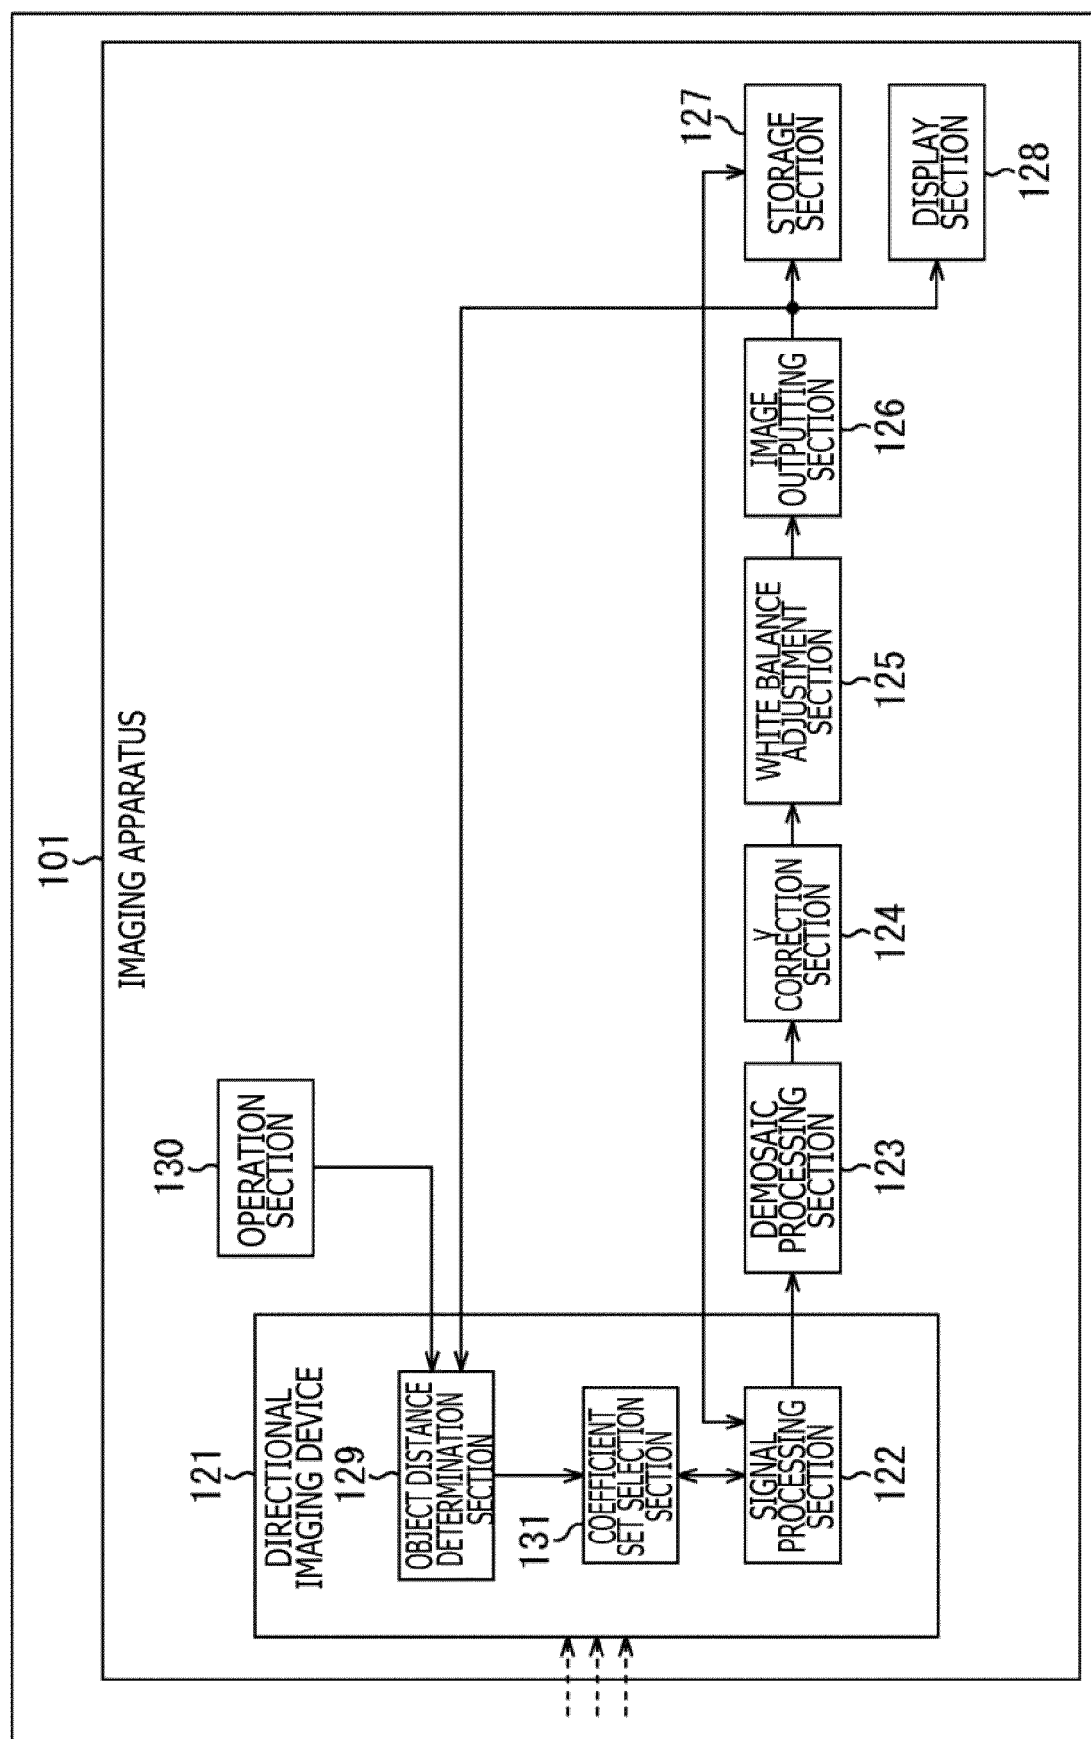 101
IMAGING APPARATUS
121
DIRECTIONAL
IMAGING DEVICE
129
OBJECT DISTANCE
DETERMINATION
SECTION
130
OPERATION
SECTION
131
COEFFICIENT
SET SELECTION
SECTION
SIGNAL
PROCESSING
SECTION
122
DEMOSAIC
PROCESSING
SECTION
123
γ
CORRECTION
SECTION
124
WHITE BALANCE
ADJUSTMENT
SECTION
125
IMAGE
OUTPUTTING
SECTION
126
127
STORAGE
SECTION
DISPLAY
SECTION
128